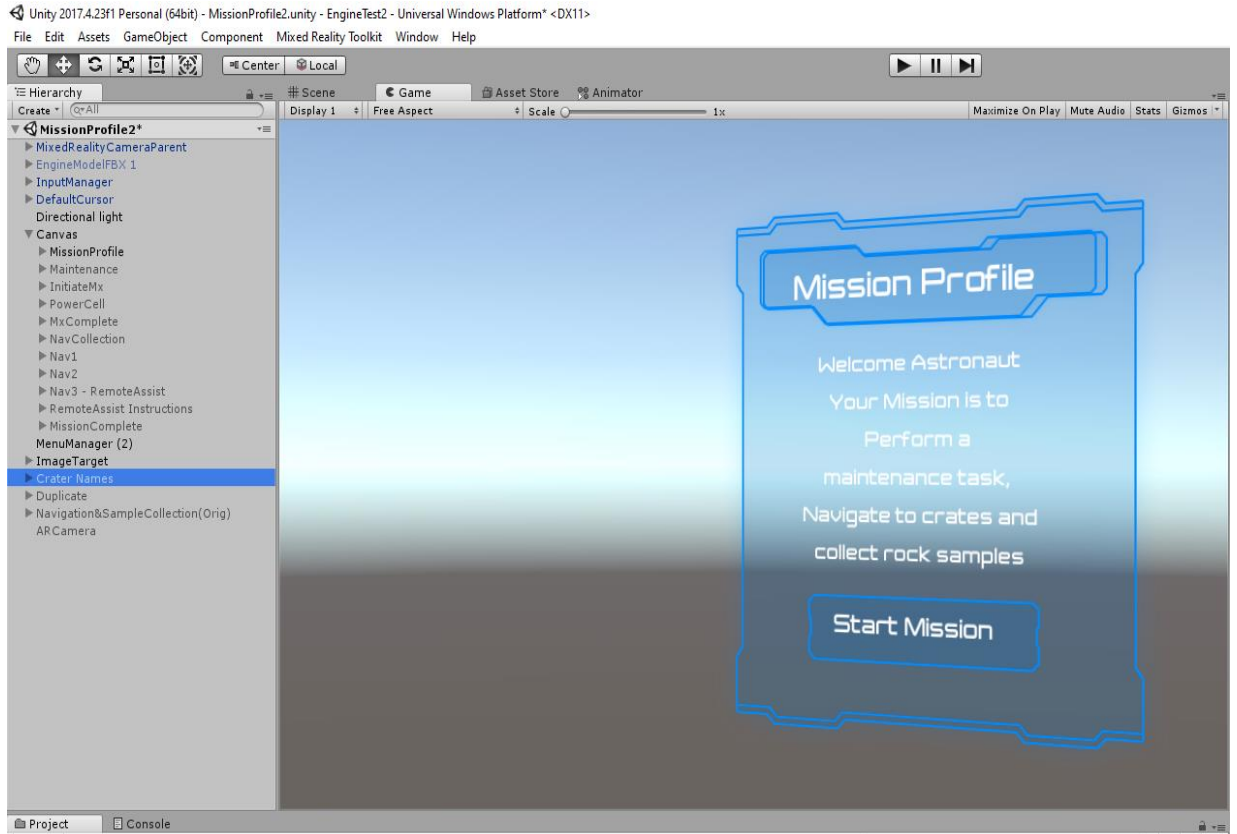 Unity 2017.4.23f1 Personal (64bit) - MissionProfile2.unity - EngineTest2 - Universal Windows Platform* <DX11>
File Edit Assets GameObject Component Mixed Reality Toolkit Window Help
Center Local
Hierarchy
Create All
MissionProfile2*
MixedRealityCameraParent
EngineModelFBX 1
InputManager
DefaultCursor
Directional light
Canvas
MissionProfile
Maintenance
InitiateMx
PowerCell
MxComplete
NavCollection
Nav1
Nav2
Nav3 - RemoteAssist
RemoteAssist Instructions
MissionComplete
MenuManager (2)
ImageTarget
Crater Names
Duplicate
Navigation&SampleCollection(Orig)
ARCamera
Scene Game Asset Store Animator
Display 1 Free Aspect Scale 1x Maximize On Play Mute Audio Stats Gizmos
Mission Profile
Welcome Astronaut
Your Mission is to
Perform a
maintenance task,
Navigate to crates and
collect rock samples
Start Mission
Project Console